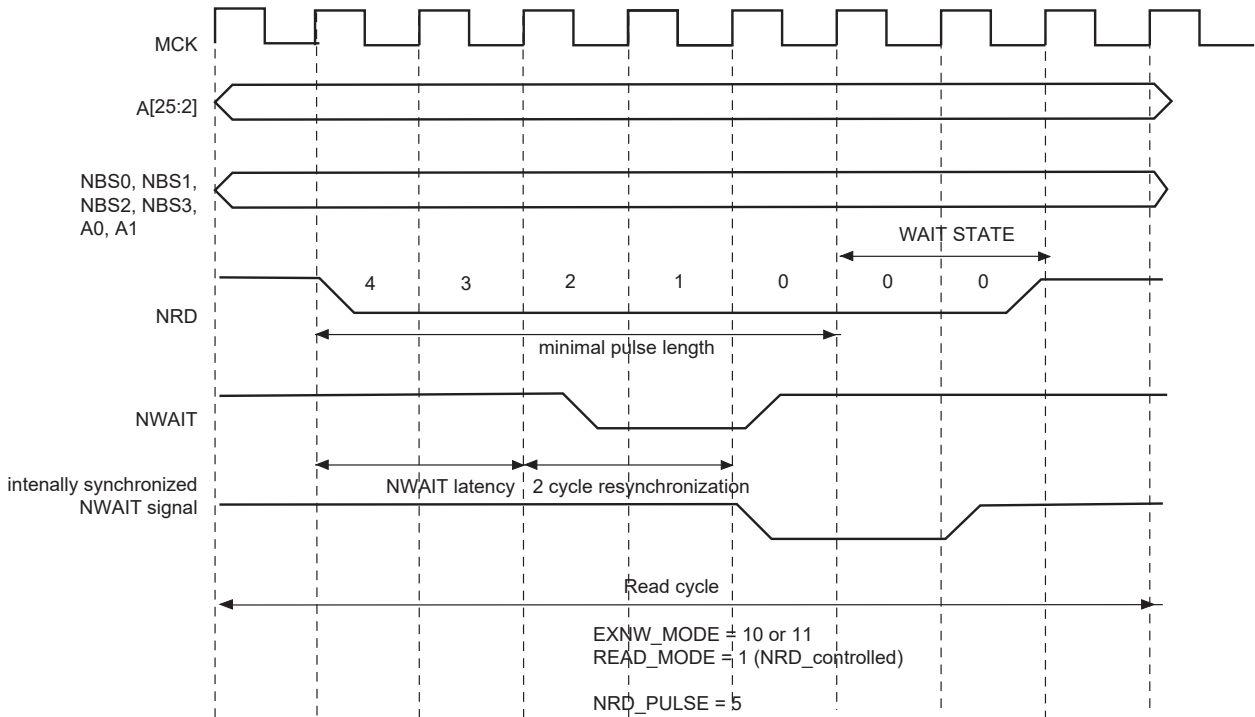 MCK
A[25:2]
NBS0, NBS1,
NBS2, NBS3,
A0, A1
WAIT STATE
4 3 2 1 0 0 0
NRD
minimal pulse length
NWAIT
intenally synchronized
NWAIT signal
NWAIT latency 2 cycle resynchronization
Read cycle
EXNW_MODE = 10 or 11
READ_MODE = 1 (NRD_controlled)
NRD_PULSE = 5